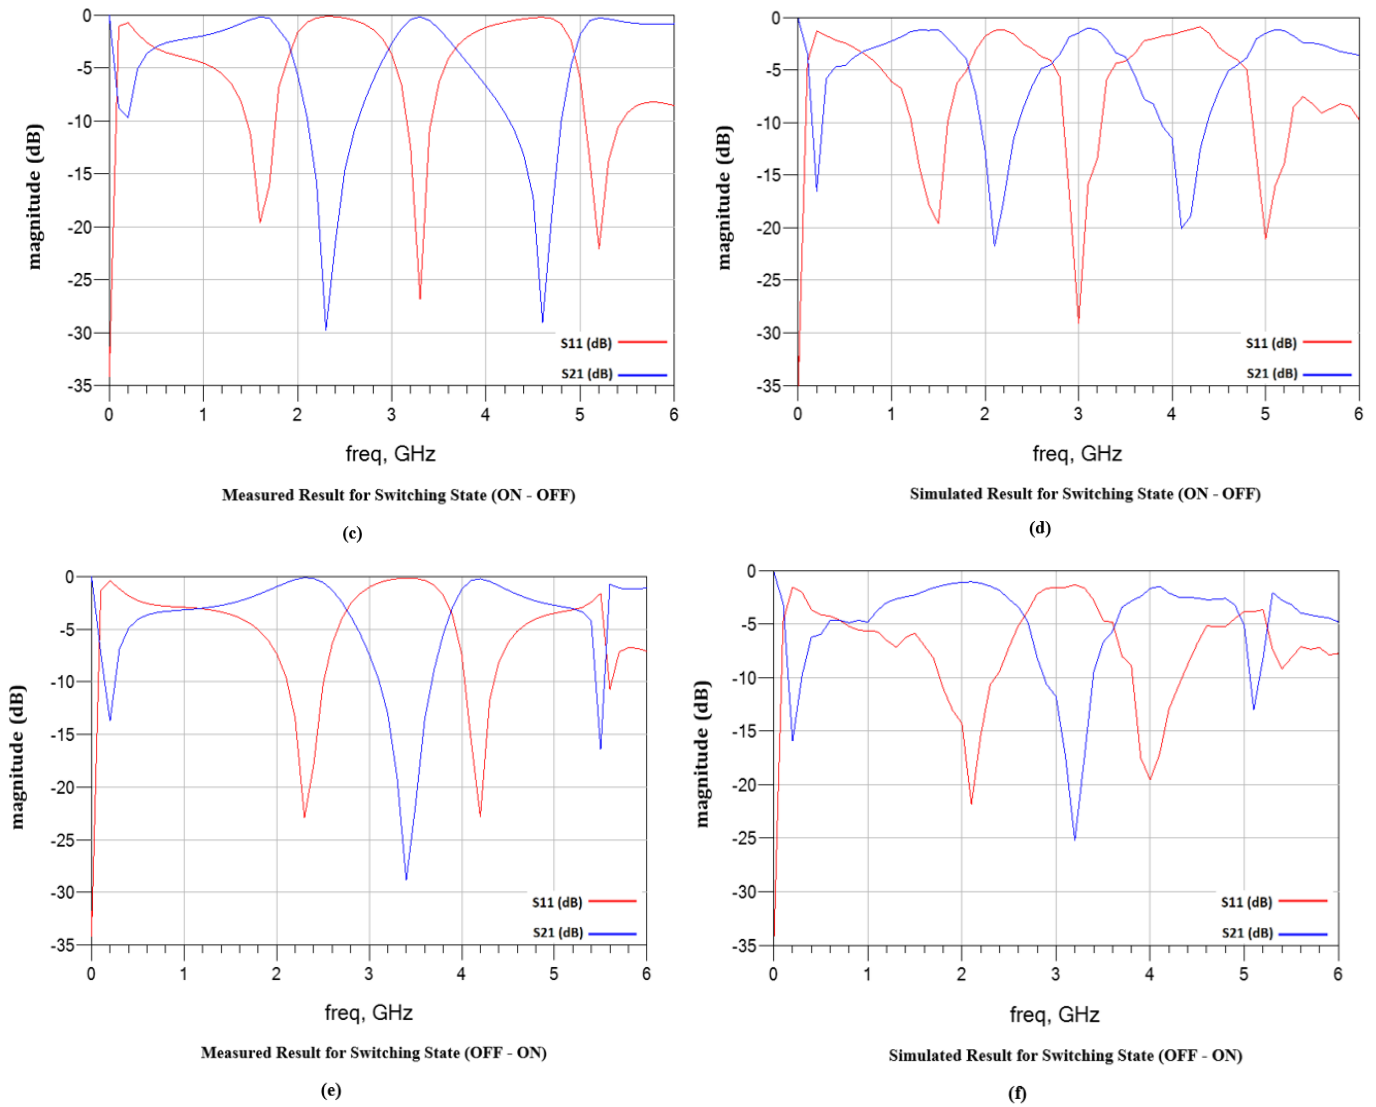 0
-5
-10
-15
-20
-25
-30
-35
magnitude (dB)
S11 (dB)
S21 (dB)
0 1 2 3 4 5 6
freq, GHz
Measured Result for Switching State (ON - OFF)
(c)
0
-5
-10
-15
-20
-25
-30
-35
magnitude (dB)
S11 (dB)
S21 (dB)
0 1 2 3 4 5 6
freq, GHz
Simulated Result for Switching State (ON - OFF)
(d)
0
-5
-10
-15
-20
-25
-30
-35
magnitude (dB)
S11 (dB)
S21 (dB)
0 1 2 3 4 5 6
freq, GHz
Measured Result for Switching State (OFF - ON)
(e)
0
-5
-10
-15
-20
-25
-30
-35
magnitude (dB)
S11 (dB)
S21 (dB)
0 1 2 3 4 5 6
freq, GHz
Simulated Result for Switching State (OFF - ON)
(f)